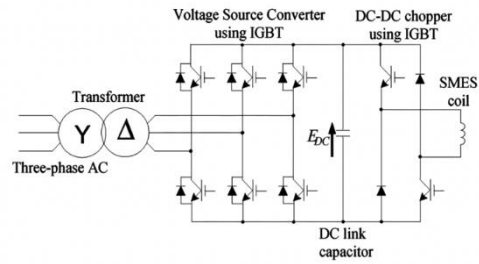 Voltage Source Converter
using IGBT
DC-DC chopper
using IGBT
Transformer
SMES
coil
Y
Δ
E_DC
Three-phase AC
DC link
capacitor